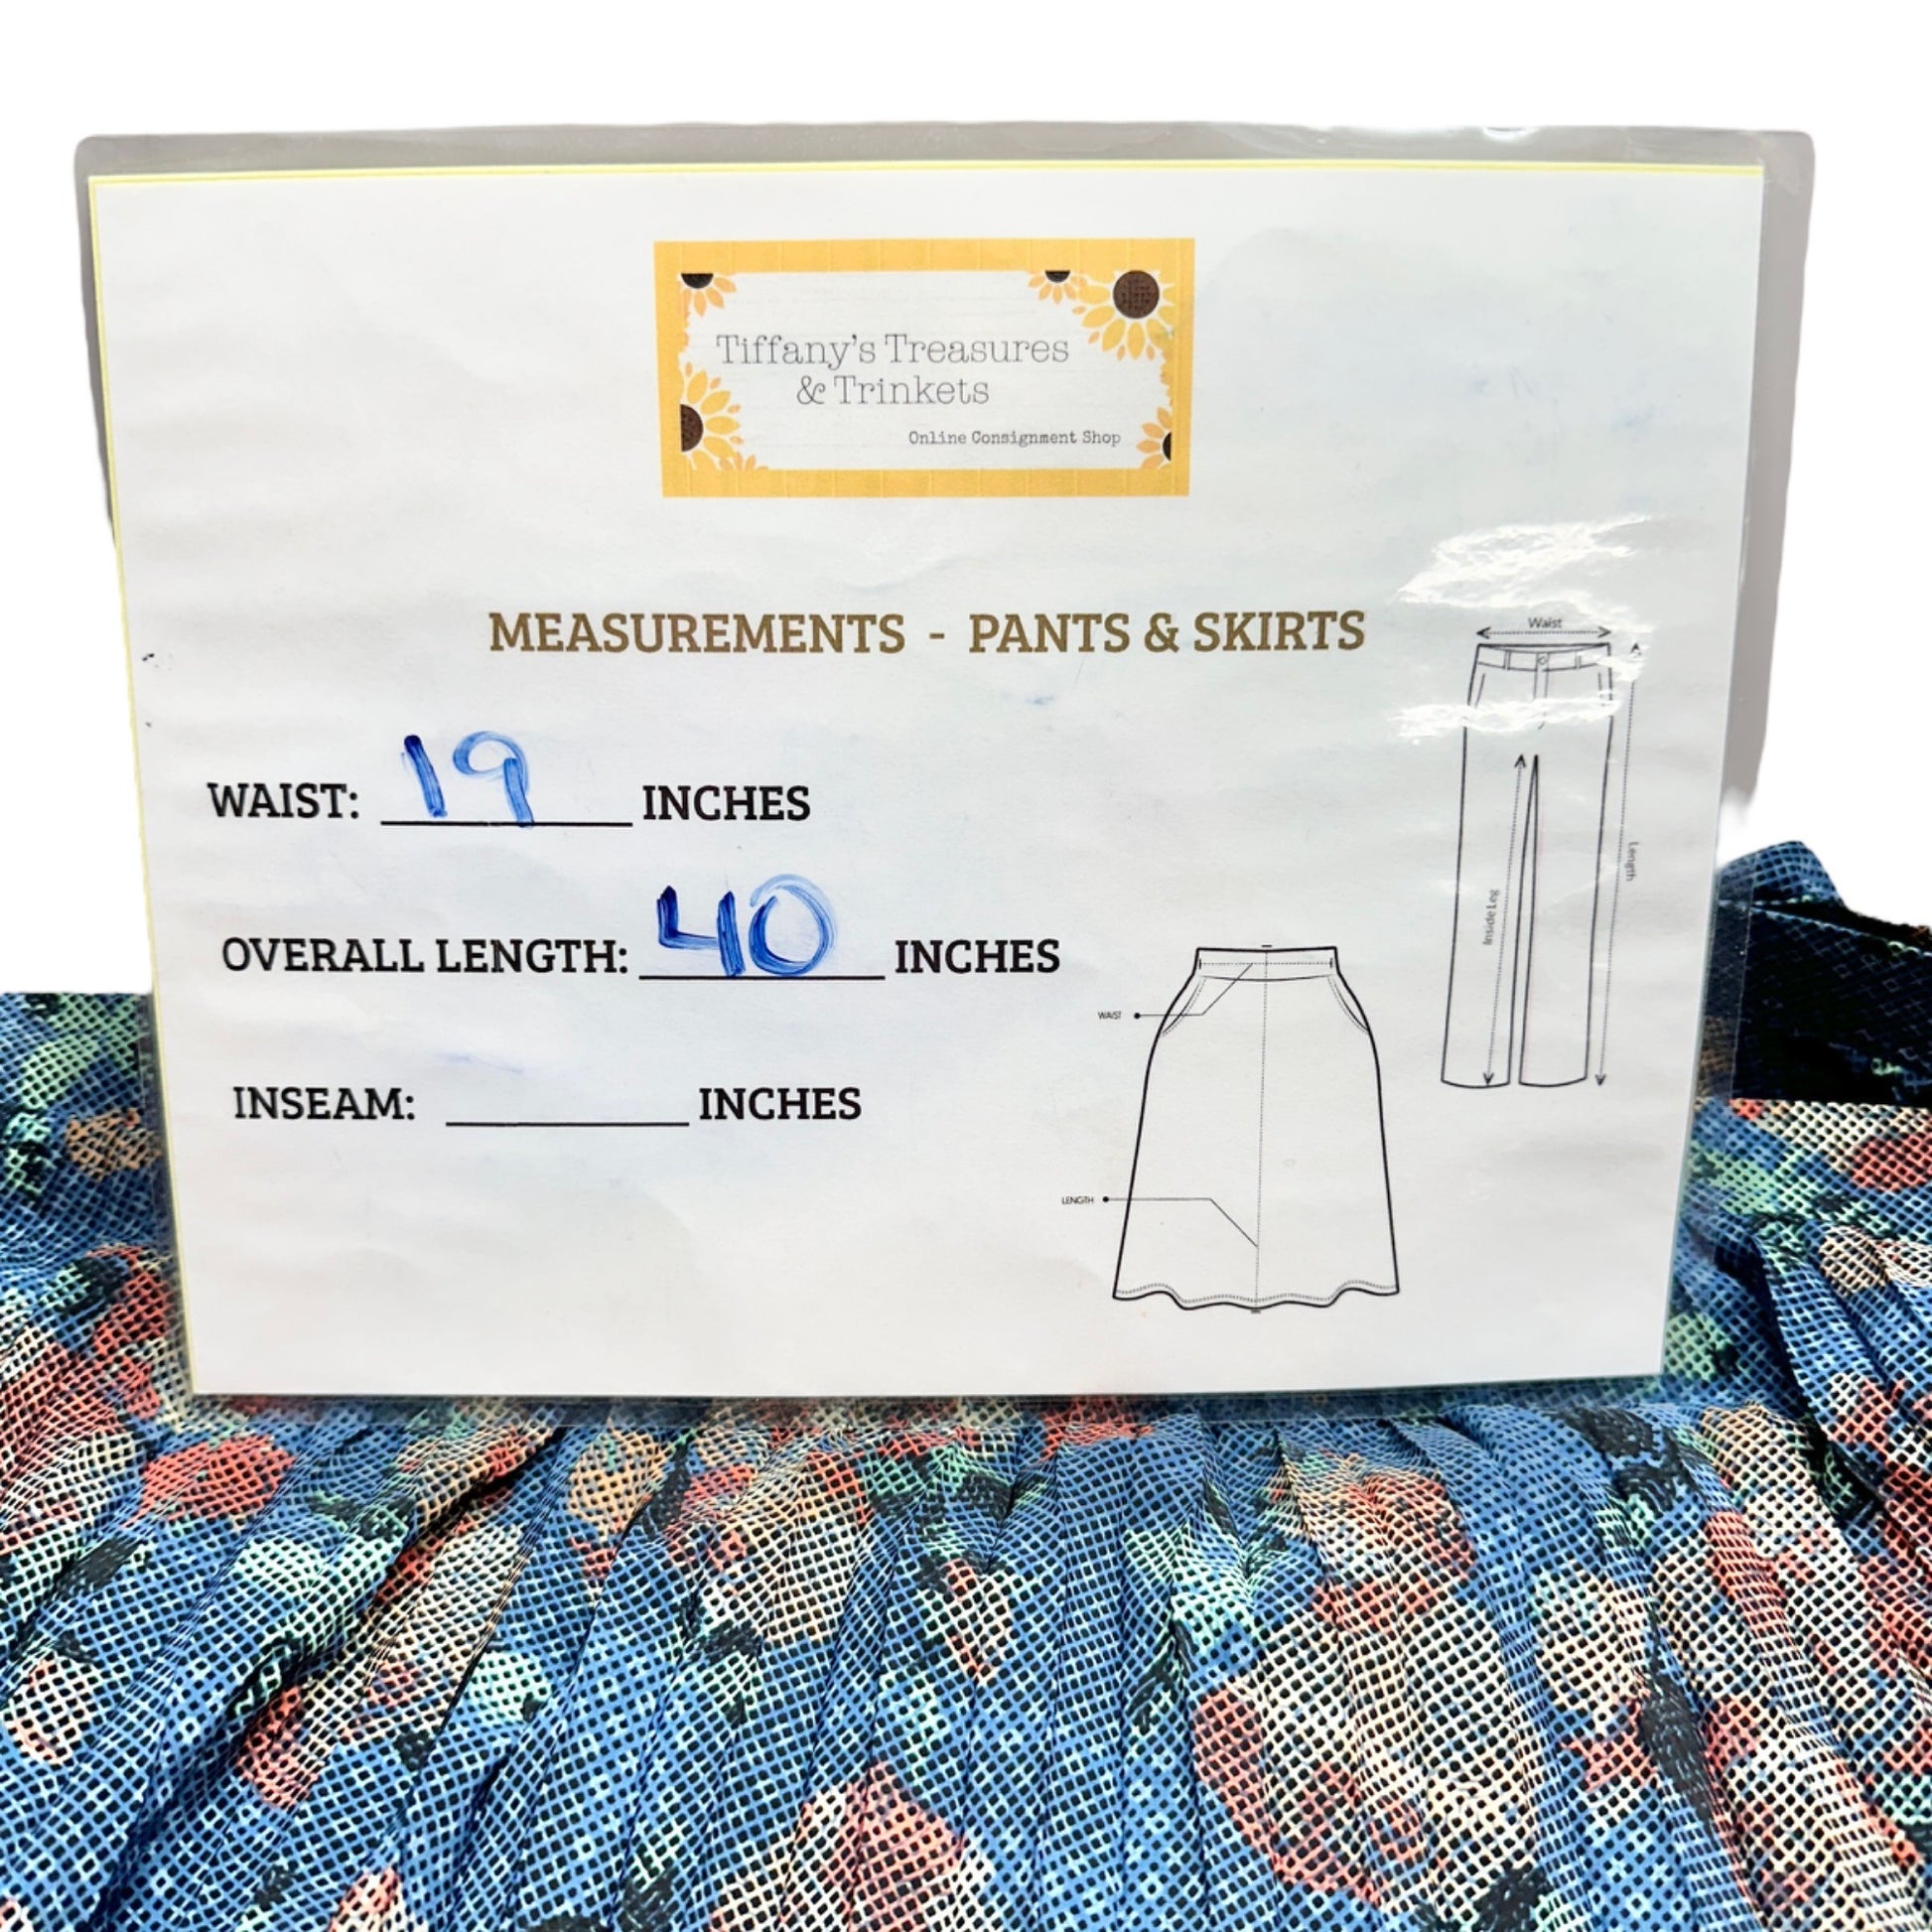 Tiffany's Treasures
& Trinkets
Online Consignment Shop
MEASUREMENTS - PANTS & SKIRTS
Waist
WAIST: 19 INCHES
Length
OVERALL LENGTH: 40 INCHES
Inside Leg
WAIST
INSEAM: INCHES
LENGTH